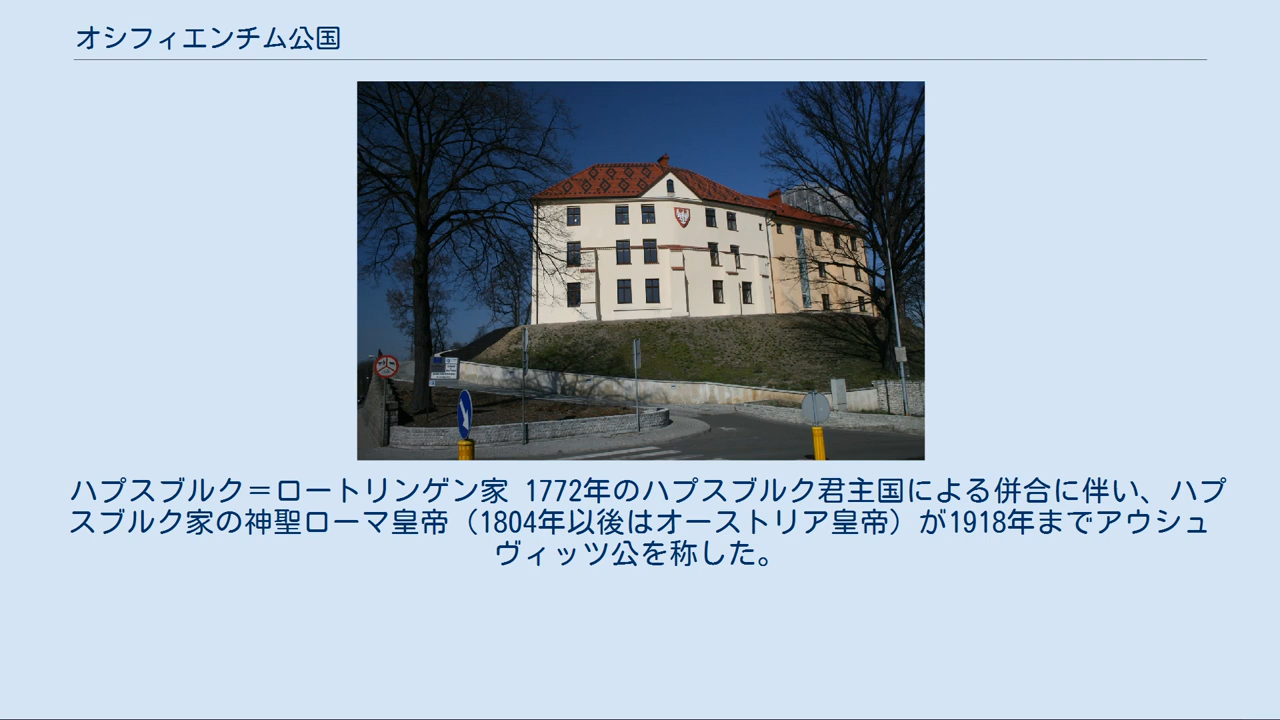 オシフィエンチム公国
ハプスブルク＝ロートリンゲン家 1772年のハプスブルク君主国による併合に伴い、ハプ
スブルク家の神聖ローマ皇帝（1804年以後はオーストリア皇帝）が1918年までアウシュ
ヴィッツ公を称した。